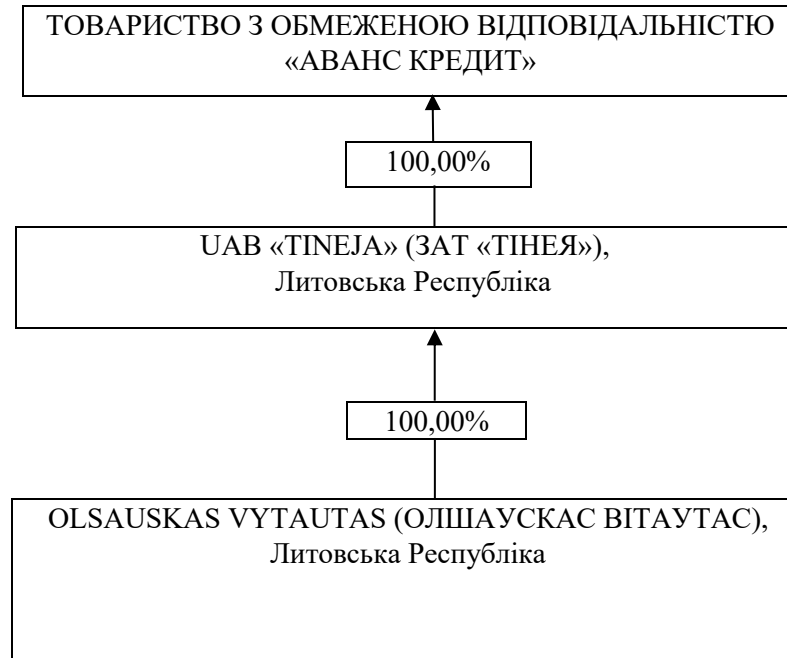 ТОВАРИСТВО З ОБМЕЖЕНОЮ ВІДПОВІДАЛЬНІСТЮ
«АВАНС КРЕДИТ»
100,00%
UAB «TINEJA» (ЗАТ «ТІНЕЯ»),
Литовська Республіка
100,00%
OLSAUSKAS VYTAUTAS (ОЛШАУСКАС ВІТАУТАС),
Литовська Республіка